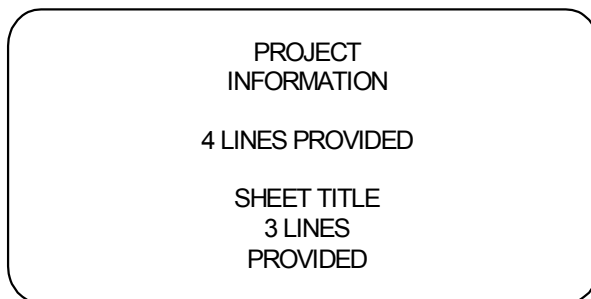 PROJECT
INFORMATION
4 LINES PROVIDED
SHEET TITLE
3 LINES
PROVIDED